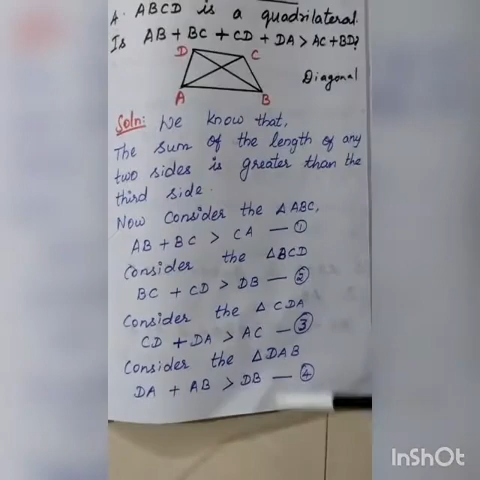 4. ABCD is a quadrilateral.
Is AB + BC + CD + DA > AC + BD?
D C
Diagonal
A B
Soln: We know that,
The sum of the length of any
two sides is greater than the
third side.
Now consider the △ABC,
AB + BC > CA — ①
Consider the △BCD
BC + CD > DB — ②
Consider the △ CDA
CD + DA > AC — ③
Consider the △DAB
DA + AB > DB — ④
InShOt